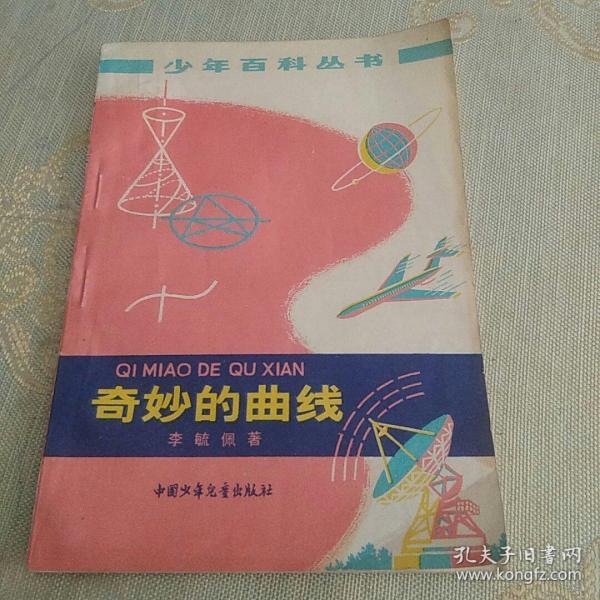 少年百科丛书
QI MIAO DE QU XIAN
奇妙的曲线
李毓佩著
中国少年儿童出版社
孔夫子旧书网
www.kongfz.com